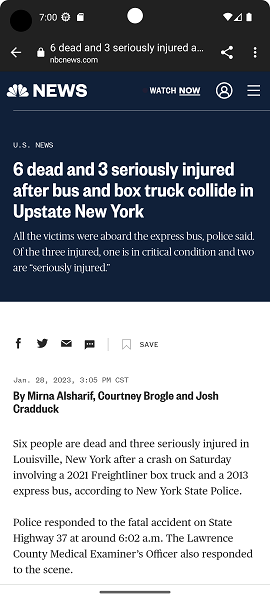 7:00
6 dead and 3 seriously injured a...
nbcnews.com
NEWS
WATCH NOW
U.S. NEWS
6 dead and 3 seriously injured
after bus and box truck collide in
Upstate New York
All the victims were aboard the express bus, police said.
Of the three injured, one is in critical condition and two
are “seriously injured.”
SAVE
Jan. 28, 2023, 3:05 PM CST
By Mirna Alsharif, Courtney Brogle and Josh
Cradduck
Six people are dead and three seriously injured in
Louisville, New York after a crash on Saturday
involving a 2021 Freightliner box truck and a 2013
express bus, according to New York State Police.
Police responded to the fatal accident on State
Highway 37 at around 6:02 a.m. The Lawrence
County Medical Examiner’s Officer also responded
to the scene.